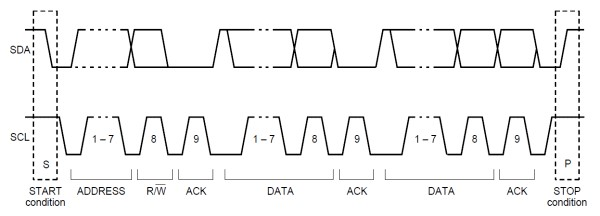 SDA
SCL
1 – 7 8 9 1 – 7 8 9 1 – 7 8 9
S P
START condition ADDRESS R/W̅ ACK DATA ACK DATA ACK STOP condition